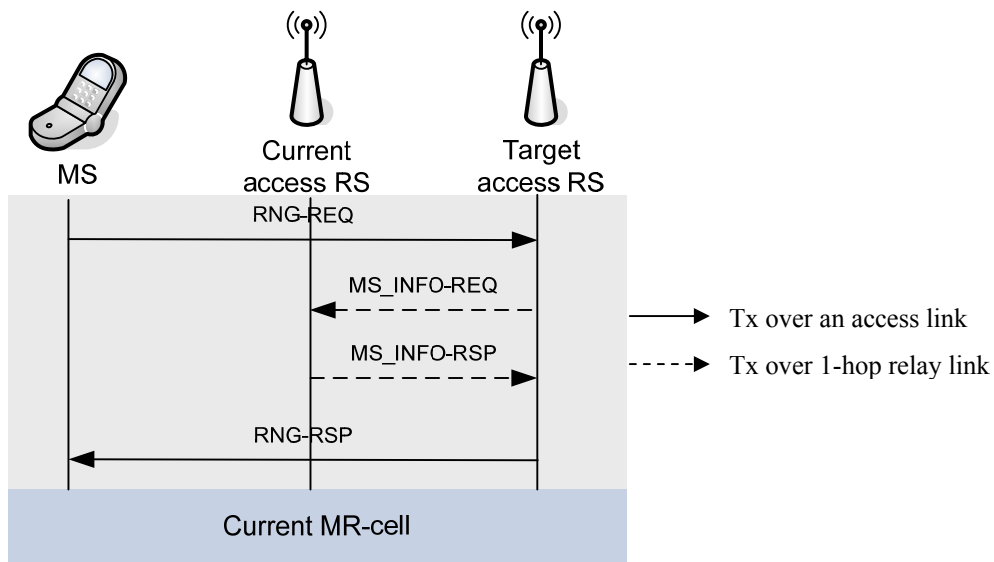 MS
Current
access RS
Target
access RS
RNG-REQ
MS_INFO-REQ
MS_INFO-RSP
RNG-RSP
Current MR-cell
Tx over an access link
Tx over 1-hop relay link